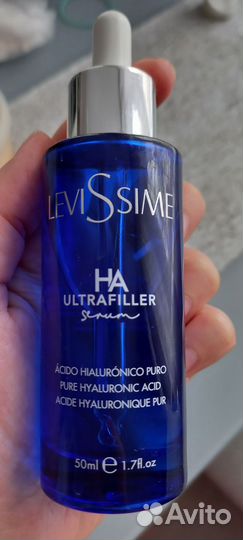 LEVISSIME
HA
ULTRAFILLER
serum
ÁCIDO HIALURÓNICO PURO
PURE HYALURONIC ACID
ACIDE HYALURONIQUE PUR
50ml ℮ 1.7fl.oz
Avito